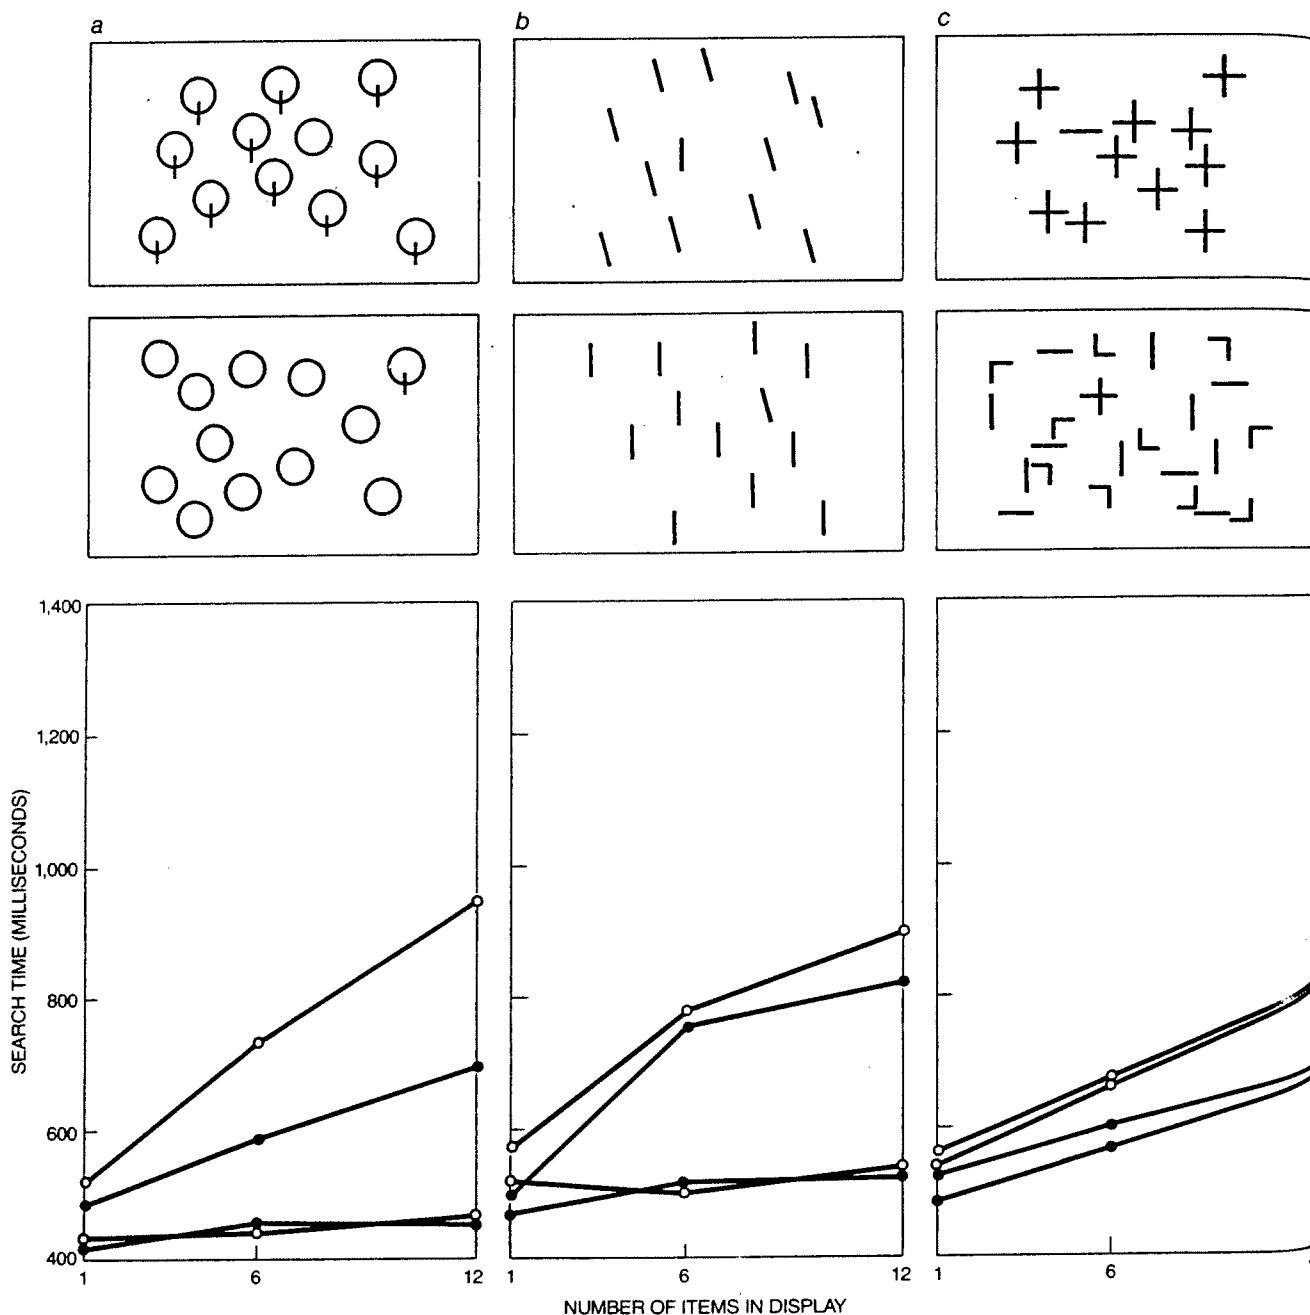 a b c
1,400
1,200
1,000
800
600
400
SEARCH TIME (MILLISECONDS)
1 6 12 1 6 12 1 6
NUMBER OF ITEMS IN DISPLAY